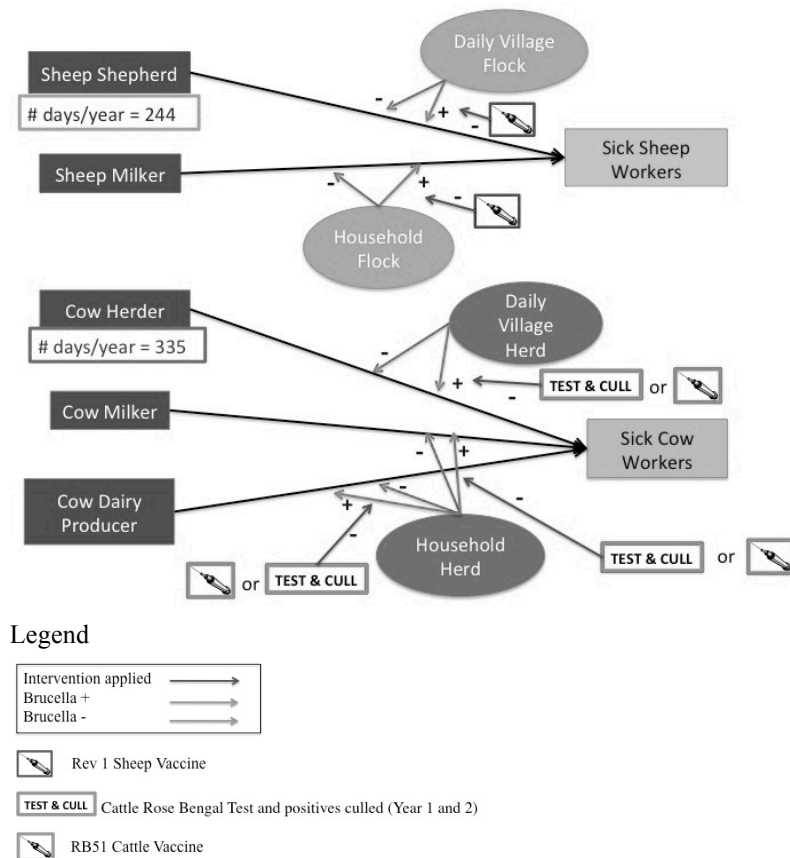 Daily Village
Flock
Sheep Shepherd
# days/year = 244
-
+
-
Sick Sheep
Workers
Sheep Milker
-
+
-
Household
Flock
Cow Herder
# days/year = 335
Daily
Village
Herd
-
+
-
TEST & CULL or
Cow Milker
Sick Cow
Workers
-
+
Cow Dairy
Producer
+
-
-
-
Household
Herd
TEST & CULL or
or TEST & CULL
Legend
Intervention applied
Brucella +
Brucella -
Rev 1 Sheep Vaccine
TEST & CULL Cattle Rose Bengal Test and positives culled (Year 1 and 2)
RB51 Cattle Vaccine